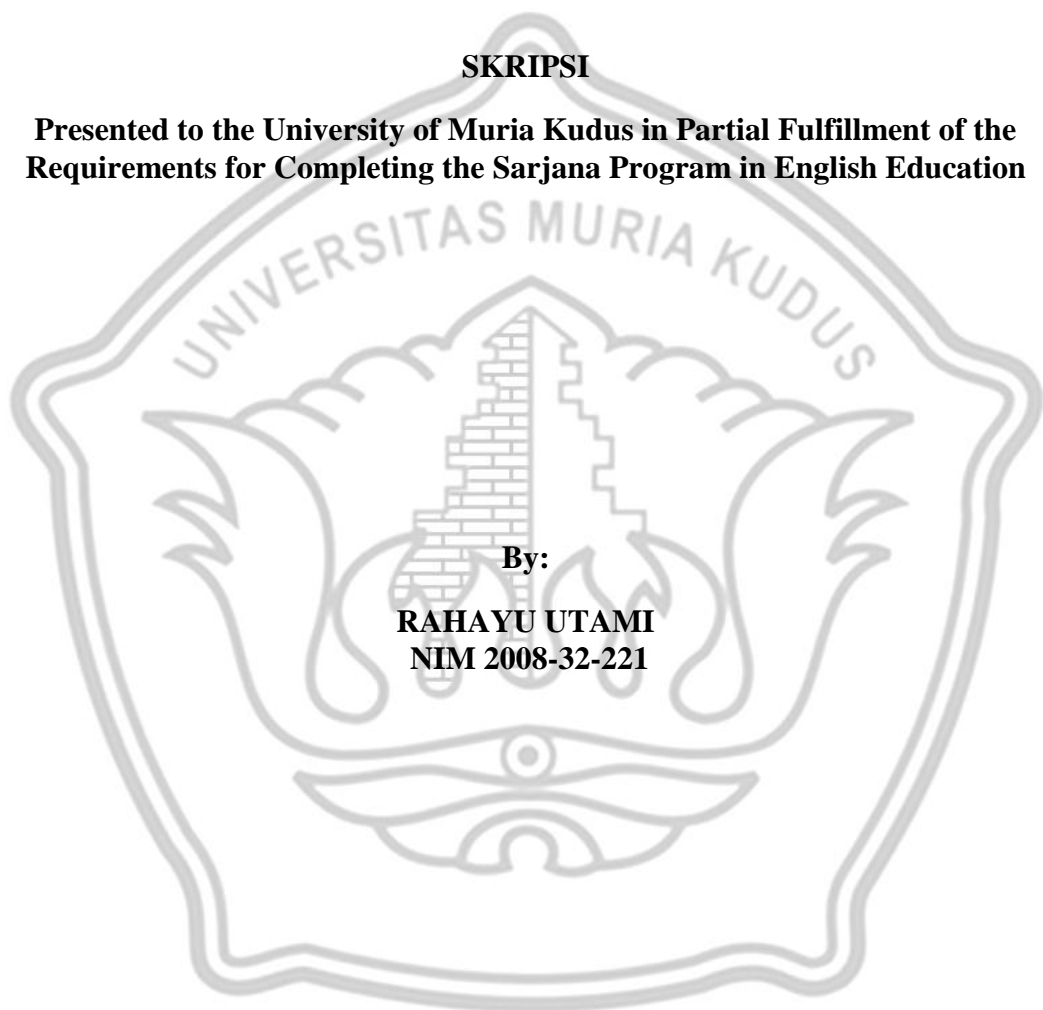 SKRIPSI
Presented to the University of Muria Kudus in Partial Fulfillment of the
Requirements for Completing the Sarjana Program in English Education
UNIVERSITAS MURIA KUDUS
By:
RAHAYU UTAMI
NIM 2008-32-221